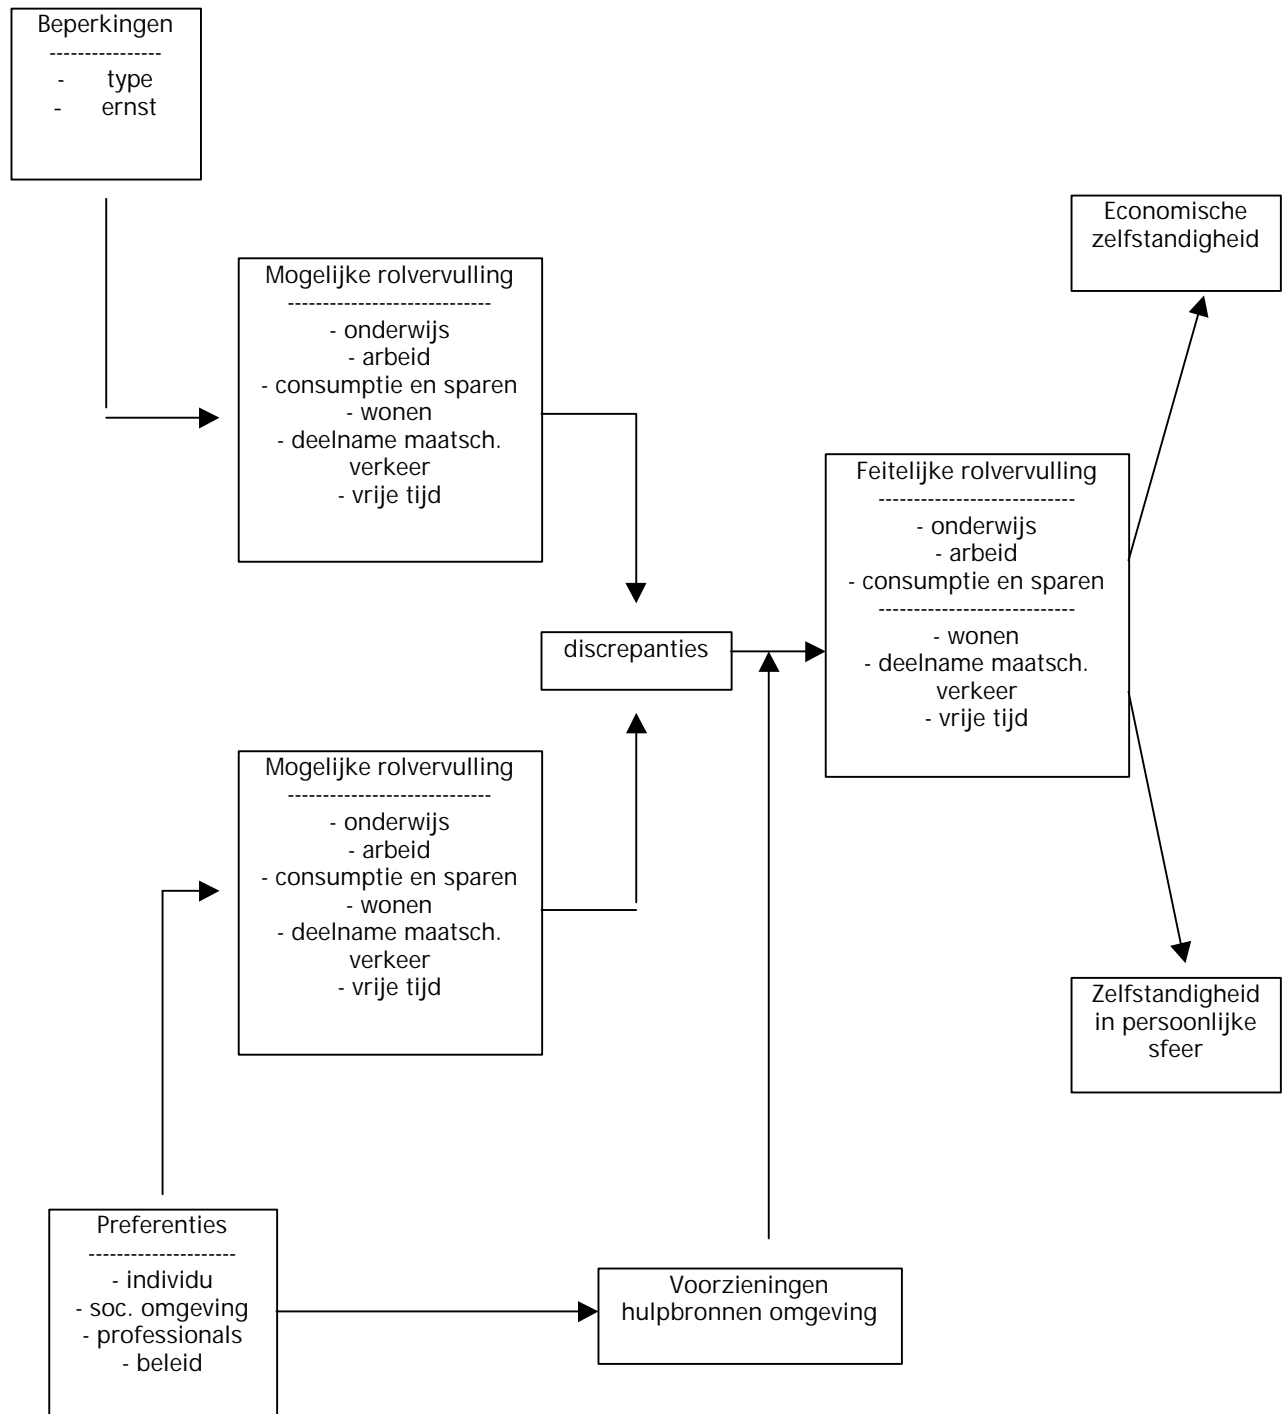 Beperkingen
----------------
- type
- ernst
Economische
zelfstandigheid
Mogelijke rolvervulling
-----------------------------
- onderwijs
- arbeid
- consumptie en sparen
- wonen
- deelname maatsch.
verkeer
- vrije tijd
Feitelijke rolvervulling
----------------------------
- onderwijs
- arbeid
- consumptie en sparen
----------------------------
- wonen
- deelname maatsch.
verkeer
- vrije tijd
discrepanties
Mogelijke rolvervulling
-----------------------------
- onderwijs
- arbeid
- consumptie en sparen
- wonen
- deelname maatsch.
verkeer
- vrije tijd
Zelfstandigheid
in persoonlijke
sfeer
Preferenties
---------------------
- individu
- soc. omgeving
- professionals
- beleid
Voorzieningen
hulpbronnen omgeving